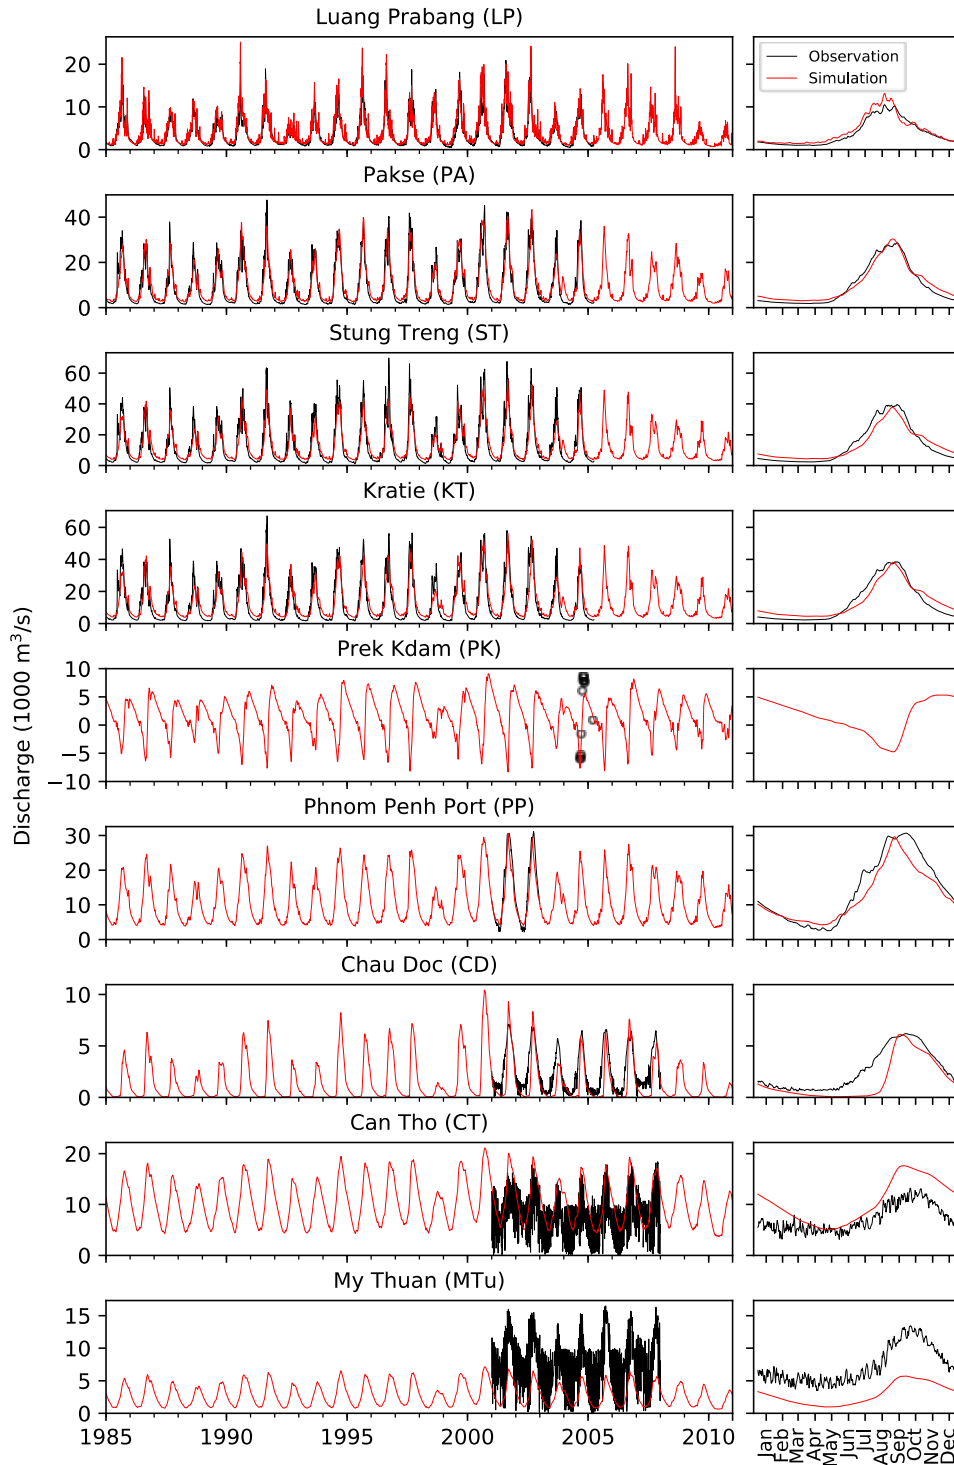 Luang Prabang (LP)
20
10
0
Observation
Simulation
Pakse (PA)
40
20
0
Stung Treng (ST)
60
40
20
0
Kratie (KT)
60
40
20
0
Discharge (1000 m³/s)
Prek Kdam (PK)
10
5
0
−5
−10
Phnom Penh Port (PP)
30
20
10
0
Chau Doc (CD)
10
5
0
Can Tho (CT)
20
10
0
My Thuan (MTu)
15
10
5
0
1985 1990 1995 2000 2005 2010
Jan Feb Mar Apr May Jun Jul Aug Sep Oct Nov Dec